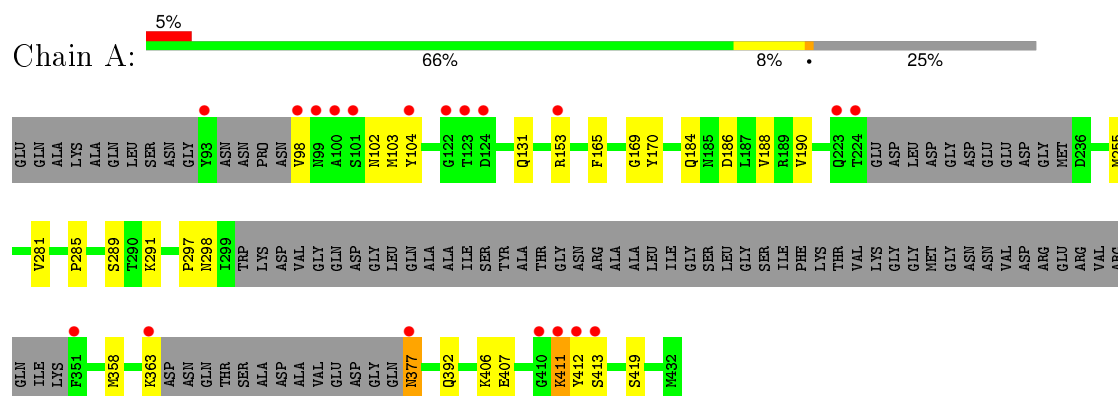 Chain A:
5%
66% 8% • 25%
GLU GLN ALA LYS ALA GLN LEU SER ASN GLY Y93 ASN ASN PRO ASN V98 N99 A100 S101 N102 M103 Y104 G122 T123 D124 Q131 R153 F165 G169 Y170 Q184 N185 D186 L187 V188 R189 V190 Q223 T224 GLU ASP LEU ASP GLY ASP GLU GLU ASP GLY MET D236 M255
V281 P285 S289 T290 K291 P297 N298 I299 TRP LYS ASP VAL GLY GLN ASP GLY LEU GLN ALA ALA ILE SER TYR ALA THR GLY ASN ARG ALA ALA LEU ILE GLY SER LEU GLY SER ILE PHE LYS THR VAL LYS GLY GLY MET GLY ASN ASN VAL ASP ARG GLU ARG VAL ARG
GLN ILE LYS F351 M358 K363 ASP ASN GLN THR SER ALA ASP ALA VAL GLU ASP GLY GLN N377 Q392 K406 E407 G410 K411 Y412 S413 S419 M432